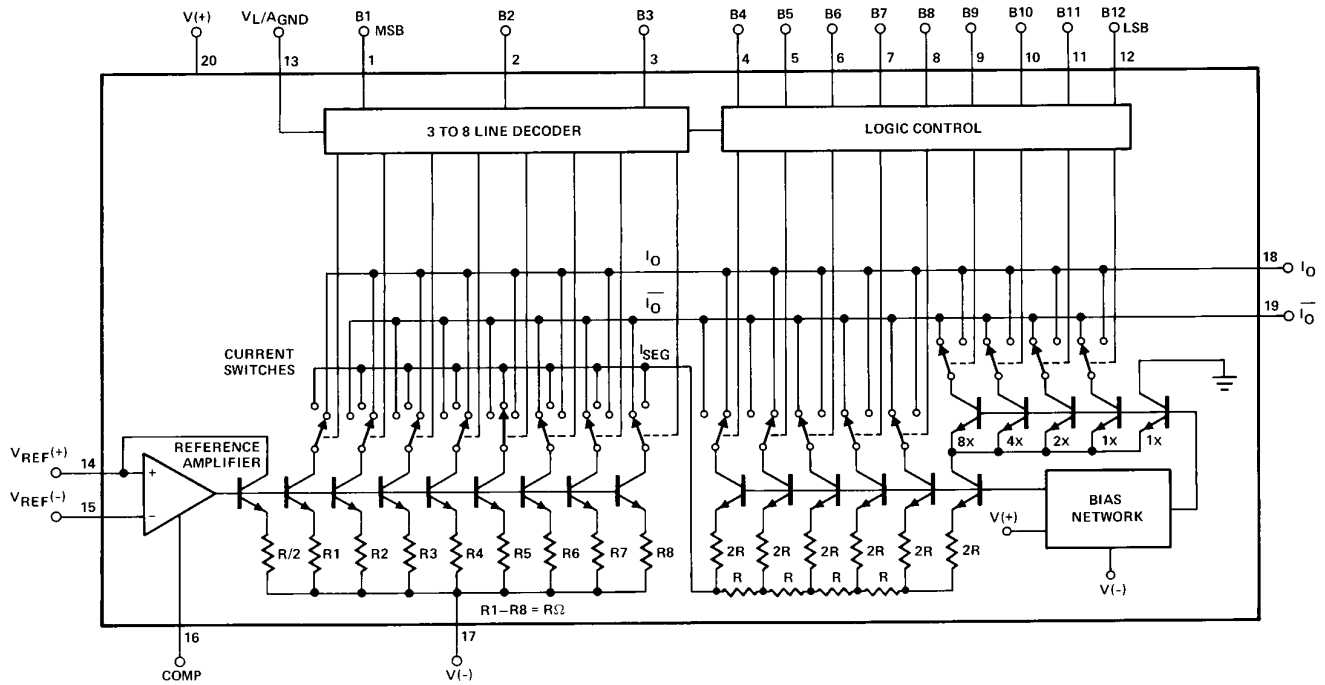 V(+) VL/AGND B1 MSB B2 B3 B4 B5 B6 B7 B8 B9 B10 B11 B12 LSB
20 13 1 2 3 4 5 6 7 8 9 10 11 12
3 TO 8 LINE DECODER
LOGIC CONTROL
IO
18 IO
I̅O̅
19 I̅O̅
CURRENT
SWITCHES
ISEG
REFERENCE
AMPLIFIER
VREF(+) 14 +
VREF(-) 15 −
8x 4x 2x 1x 1x
BIAS
NETWORK
V(+)
V(-)
R/2 R1 R2 R3 R4 R5 R6 R7 R8
2R 2R 2R 2R 2R 2R
R R R R
R1–R8 = RΩ
16
COMP
17
V(-)